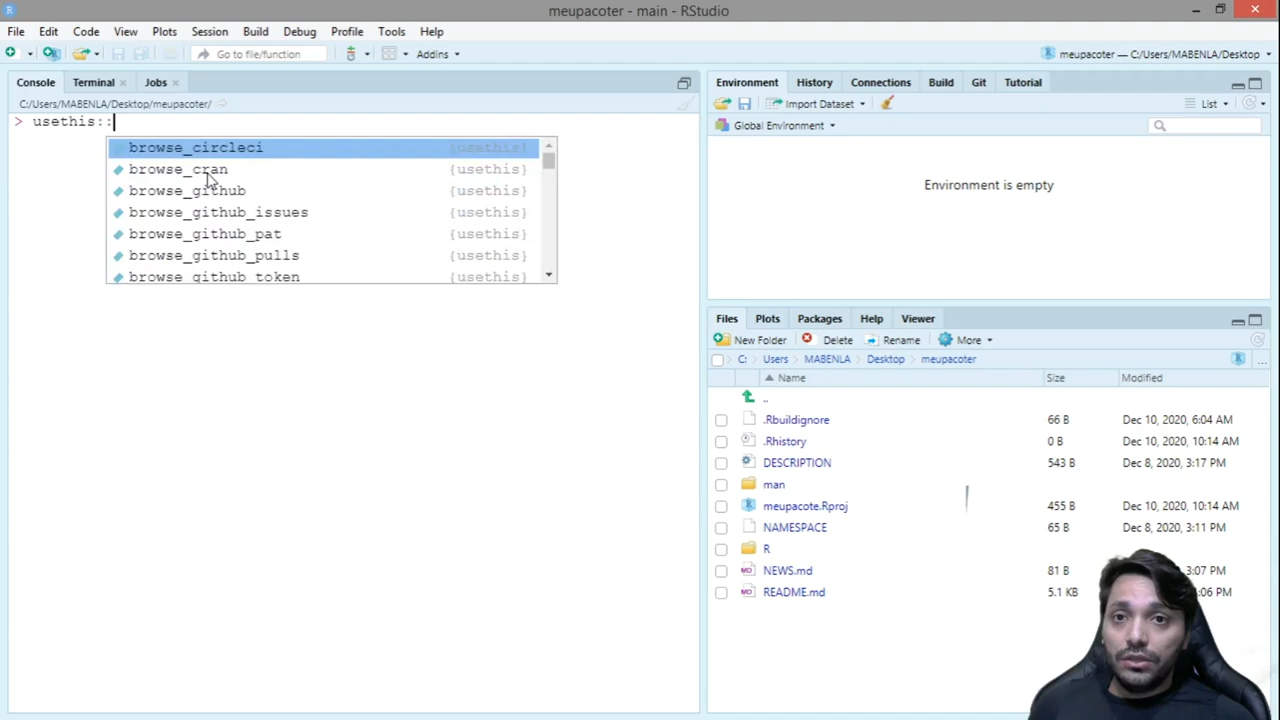 meupacoter - main - RStudio
File Edit Code View Plots Session Build Debug Profile Tools Help
Go to file/function Addins meupacoter — C:/Users/MABENLA/Desktop
Console Terminal Jobs
C:/Users/MABENLA/Desktop/meupacoter/
> usethis::
browse_circleci {usethis}
browse_cran {usethis}
browse_github {usethis}
browse_github_issues {usethis}
browse_github_pat {usethis}
browse_github_pulls {usethis}
browse_github_token {usethis}
Environment History Connections Build Git Tutorial
Import Dataset List
Global Environment
Environment is empty
Files Plots Packages Help Viewer
New Folder Delete Rename More
C: Users MABENLA Desktop meupacoter ...
Name Size Modified
..
.Rbuildignore 66 B Dec 10, 2020, 6:04 AM
.Rhistory 0 B Dec 10, 2020, 10:14 AM
DESCRIPTION 543 B Dec 8, 2020, 3:17 PM
man
meupacote.Rproj 455 B Dec 10, 2020, 10:14 AM
NAMESPACE 65 B Dec 8, 2020, 3:11 PM
R
NEWS.md 81 B 3:07 PM
README.md 5.1 KB :06 PM